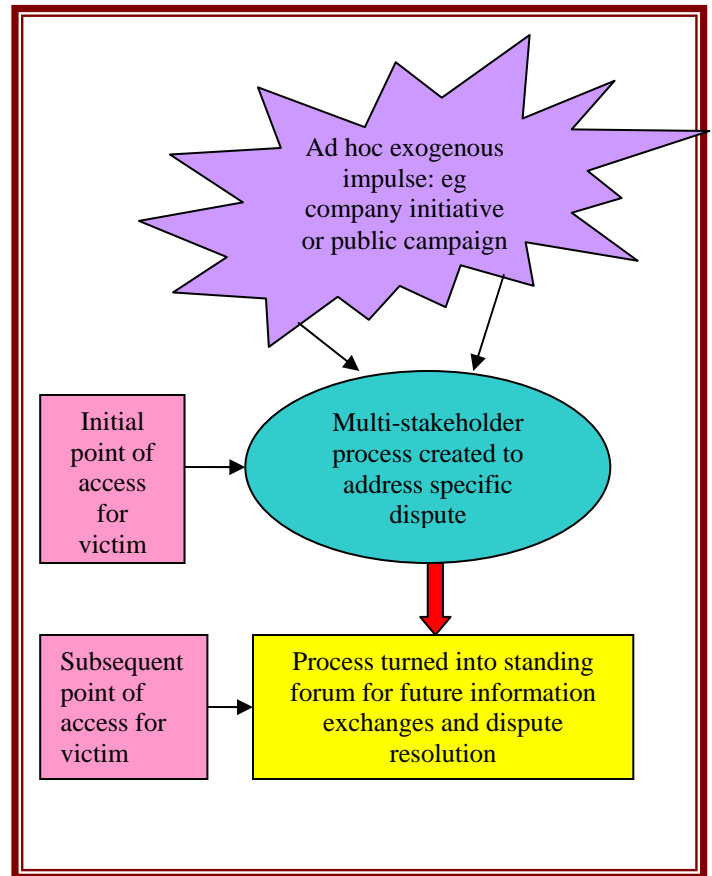 Ad hoc exogenous
impulse: eg
company initiative
or public campaign
Initial
point of
access
for
victim
Multi-stakeholder
process created to
address specific
dispute
Subsequent
point of
access for
victim
Process turned into standing
forum for future information
exchanges and dispute
resolution